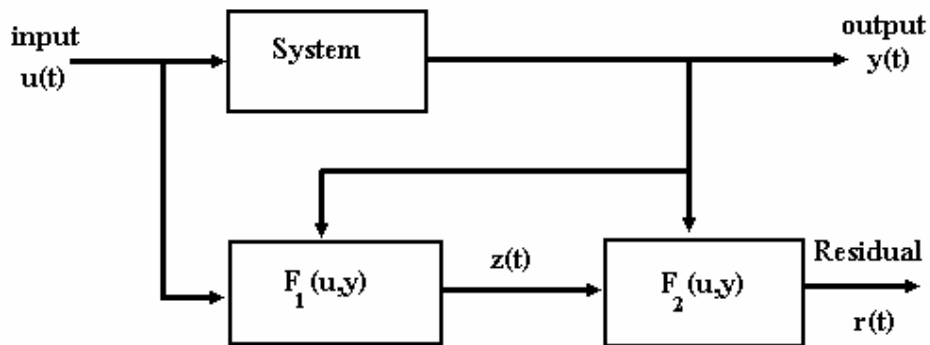 input
u(t)
System
output
y(t)
F1(u,y)
z(t)
F2(u,y)
Residual
r(t)